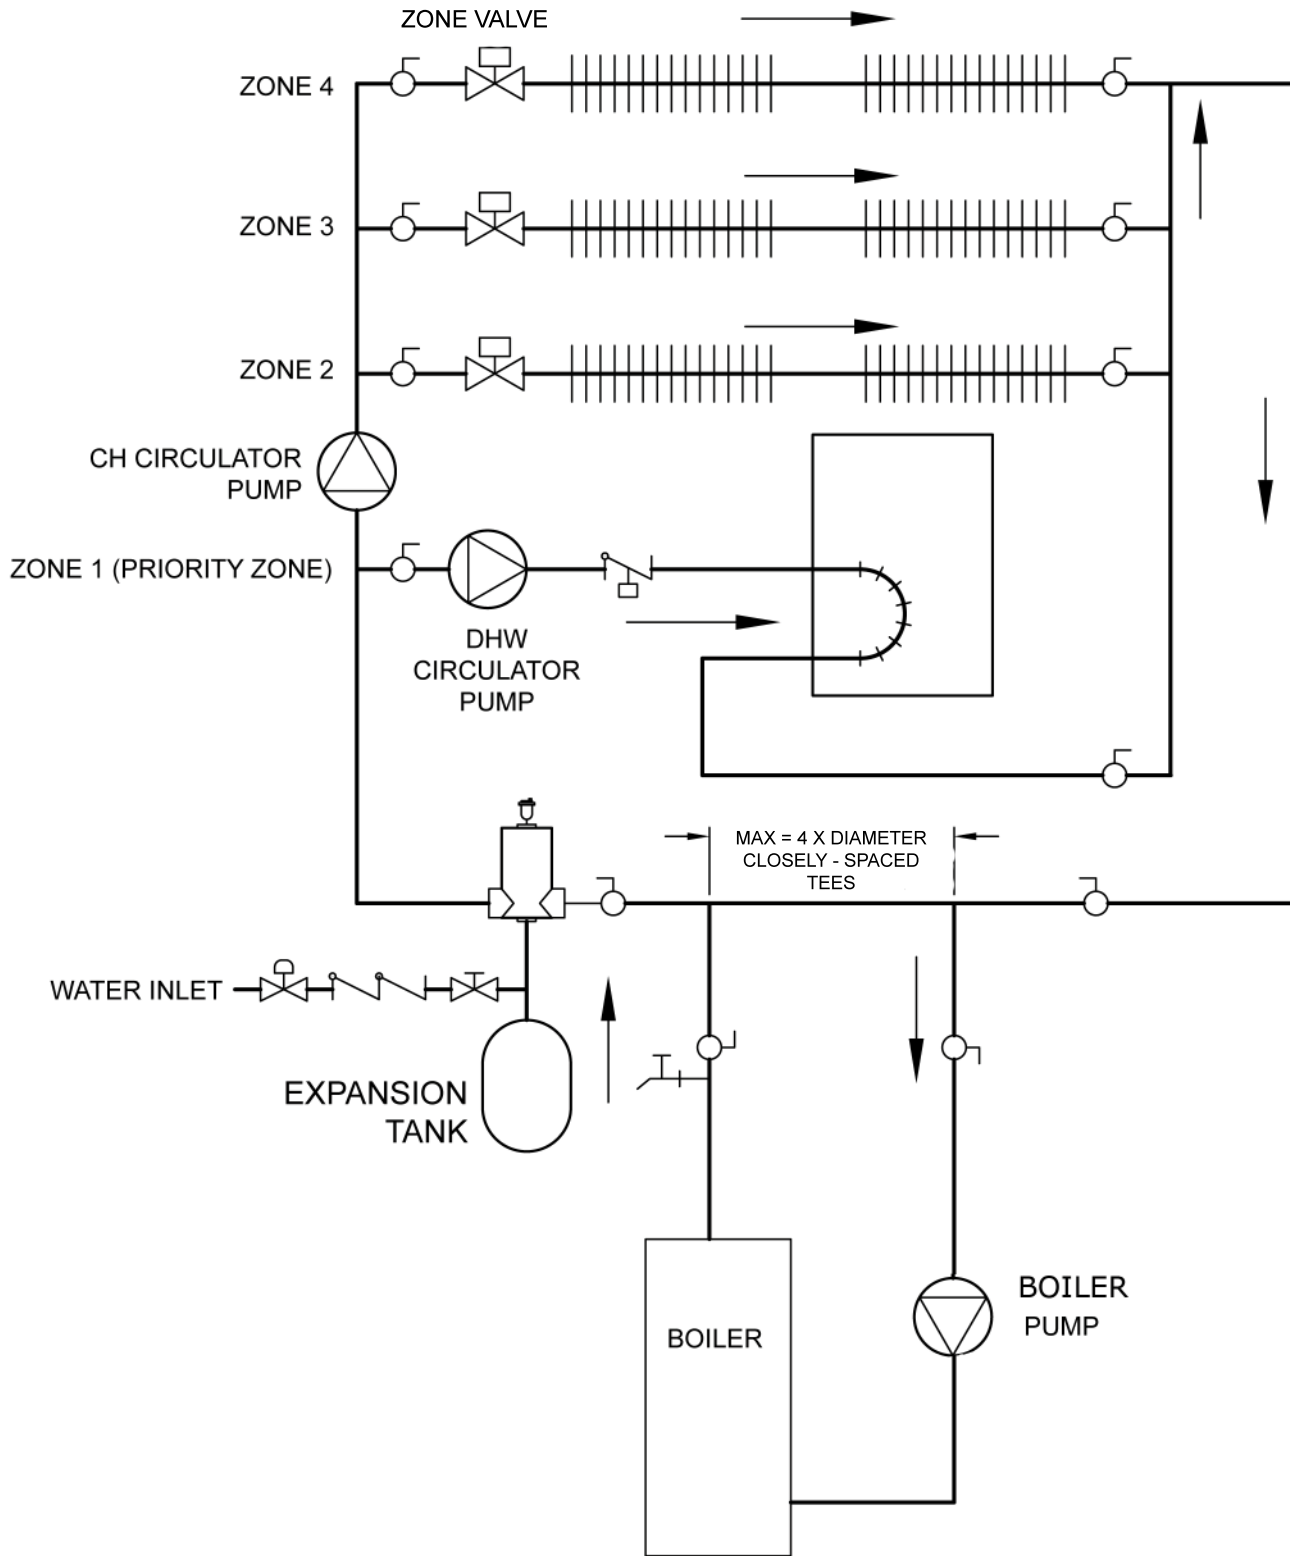 ZONE VALVE
ZONE 4
ZONE 3
ZONE 2
CH CIRCULATOR
PUMP
ZONE 1 (PRIORITY ZONE)
DHW
CIRCULATOR
PUMP
MAX = 4 X DIAMETER
CLOSELY - SPACED
TEES
WATER INLET
EXPANSION
TANK
BOILER
PUMP
BOILER